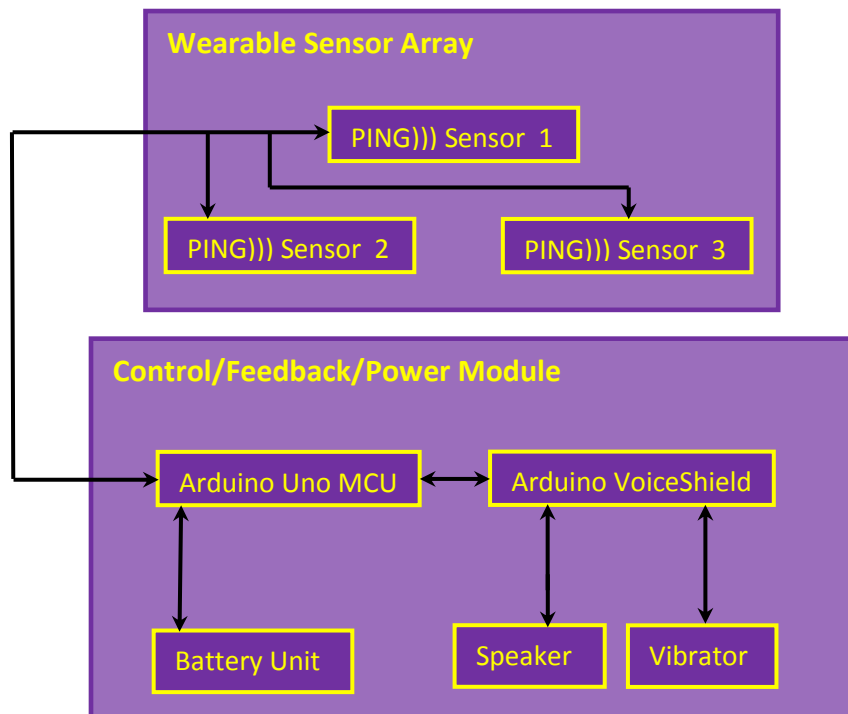 Wearable Sensor Array
PING))) Sensor 1
PING))) Sensor 2
PING))) Sensor 3
Control/Feedback/Power Module
Arduino Uno MCU
Arduino VoiceShield
Battery Unit
Speaker
Vibrator